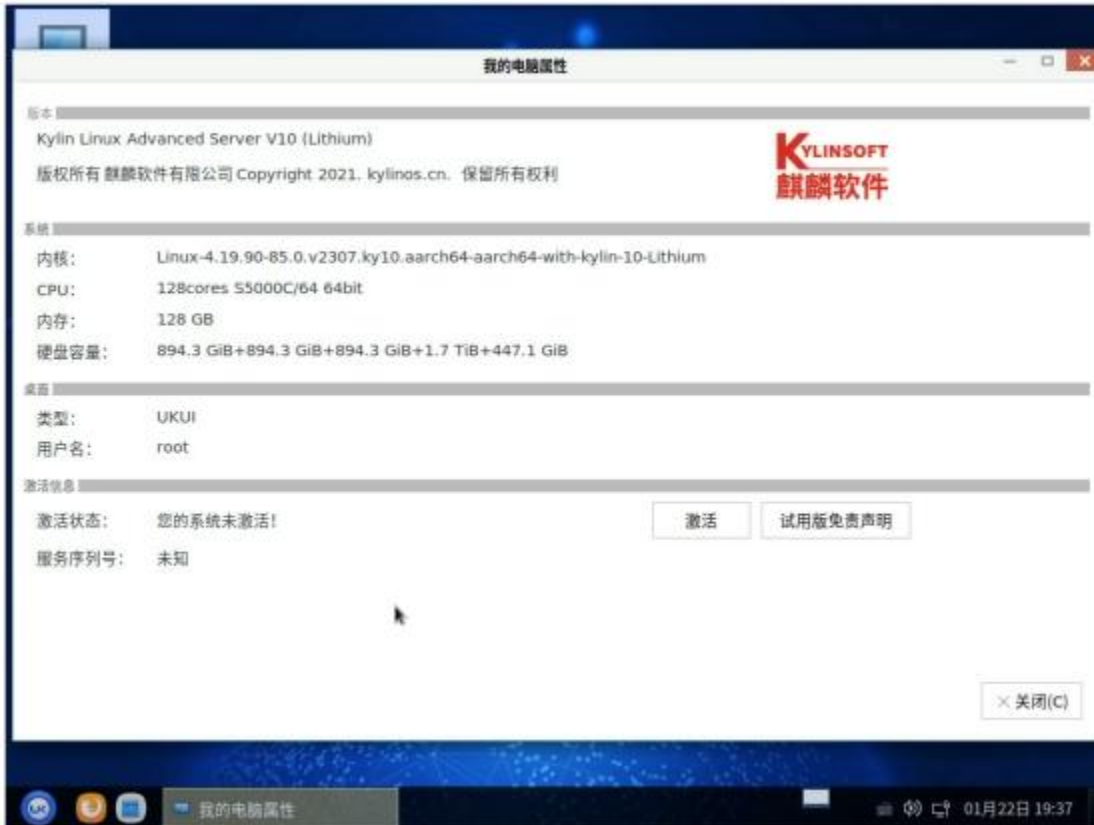 我的电脑属性
版本
Kylin Linux Advanced Server V10 (Lithium)
版权所有 麒麟软件有限公司 Copyright 2021. kylinos.cn. 保留所有权利
KYLINSOFT
麒麟软件
系统
内核: Linux-4.19.90-85.0.v2307.ky10.aarch64-aarch64-with-kylin-10-Lithium
CPU: 128cores S5000C/64 64bit
内存: 128 GB
硬盘容量: 894.3 GiB+894.3 GiB+894.3 GiB+1.7 TiB+447.1 GiB
桌面
类型: UKUI
用户名: root
激活信息
激活状态: 您的系统未激活! 激活 试用版免责声明
服务序列号: 未知
关闭(C)
我的电脑属性 01月22日 19:37